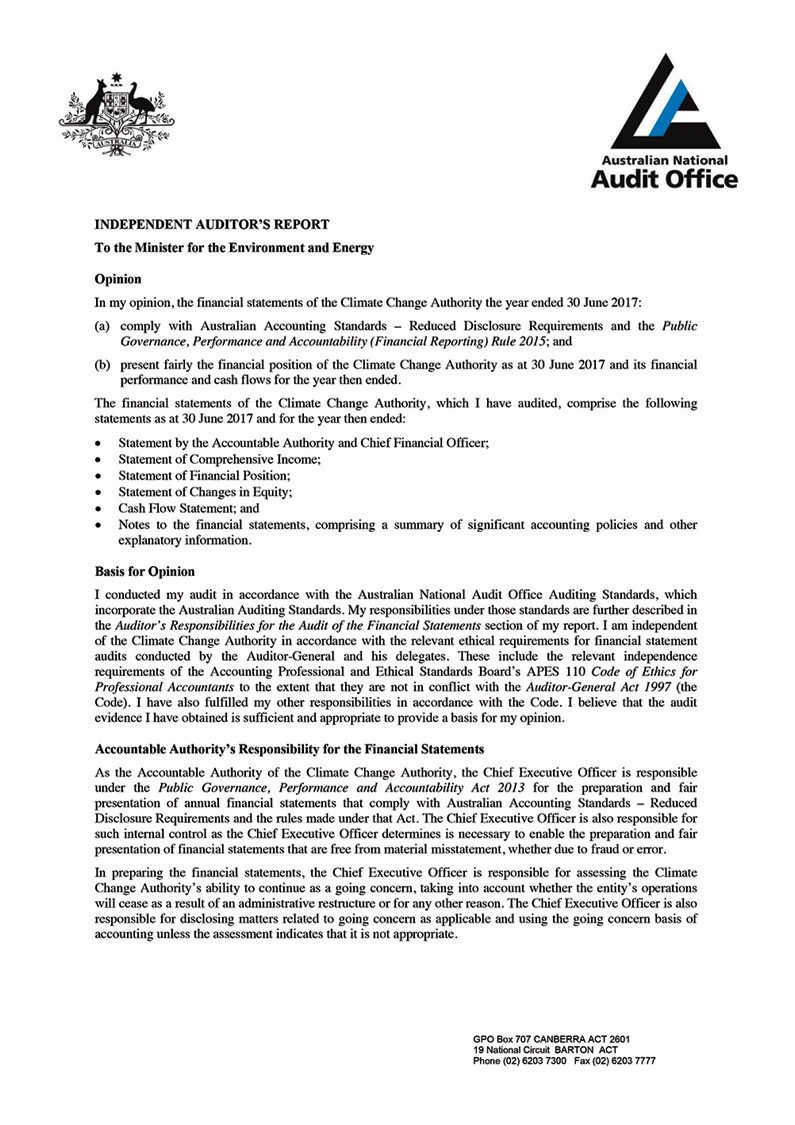 AUSTRALIA
Australian National
Audit Office
INDEPENDENT AUDITOR'S REPORT
To the Minister for the Environment and Energy
Opinion
In my opinion, the financial statements of the Climate Change Authority the year ended 30 June 2017:
(a) comply with Australian Accounting Standards – Reduced Disclosure Requirements and the Public
Governance, Performance and Accountability (Financial Reporting) Rule 2015; and
(b) present fairly the financial position of the Climate Change Authority as at 30 June 2017 and its financial
performance and cash flows for the year then ended.
The financial statements of the Climate Change Authority, which I have audited, comprise the following
statements as at 30 June 2017 and for the year then ended:
• Statement by the Accountable Authority and Chief Financial Officer;
• Statement of Comprehensive Income;
• Statement of Financial Position;
• Statement of Changes in Equity;
• Cash Flow Statement; and
• Notes to the financial statements, comprising a summary of significant accounting policies and other
explanatory information.
Basis for Opinion
I conducted my audit in accordance with the Australian National Audit Office Auditing Standards, which
incorporate the Australian Auditing Standards. My responsibilities under those standards are further described in
the Auditor's Responsibilities for the Audit of the Financial Statements section of my report. I am independent
of the Climate Change Authority in accordance with the relevant ethical requirements for financial statement
audits conducted by the Auditor-General and his delegates. These include the relevant independence
requirements of the Accounting Professional and Ethical Standards Board's APES 110 Code of Ethics for
Professional Accountants to the extent that they are not in conflict with the Auditor-General Act 1997 (the
Code). I have also fulfilled my other responsibilities in accordance with the Code. I believe that the audit
evidence I have obtained is sufficient and appropriate to provide a basis for my opinion.
Accountable Authority's Responsibility for the Financial Statements
As the Accountable Authority of the Climate Change Authority, the Chief Executive Officer is responsible
under the Public Governance, Performance and Accountability Act 2013 for the preparation and fair
presentation of annual financial statements that comply with Australian Accounting Standards – Reduced
Disclosure Requirements and the rules made under that Act. The Chief Executive Officer is also responsible for
such internal control as the Chief Executive Officer determines is necessary to enable the preparation and fair
presentation of financial statements that are free from material misstatement, whether due to fraud or error.
In preparing the financial statements, the Chief Executive Officer is responsible for assessing the Climate
Change Authority's ability to continue as a going concern, taking into account whether the entity's operations
will cease as a result of an administrative restructure or for any other reason. The Chief Executive Officer is also
responsible for disclosing matters related to going concern as applicable and using the going concern basis of
accounting unless the assessment indicates that it is not appropriate.
GPO Box 707 CANBERRA ACT 2601
19 National Circuit BARTON ACT
Phone (02) 6203 7300 Fax (02) 6203 7777